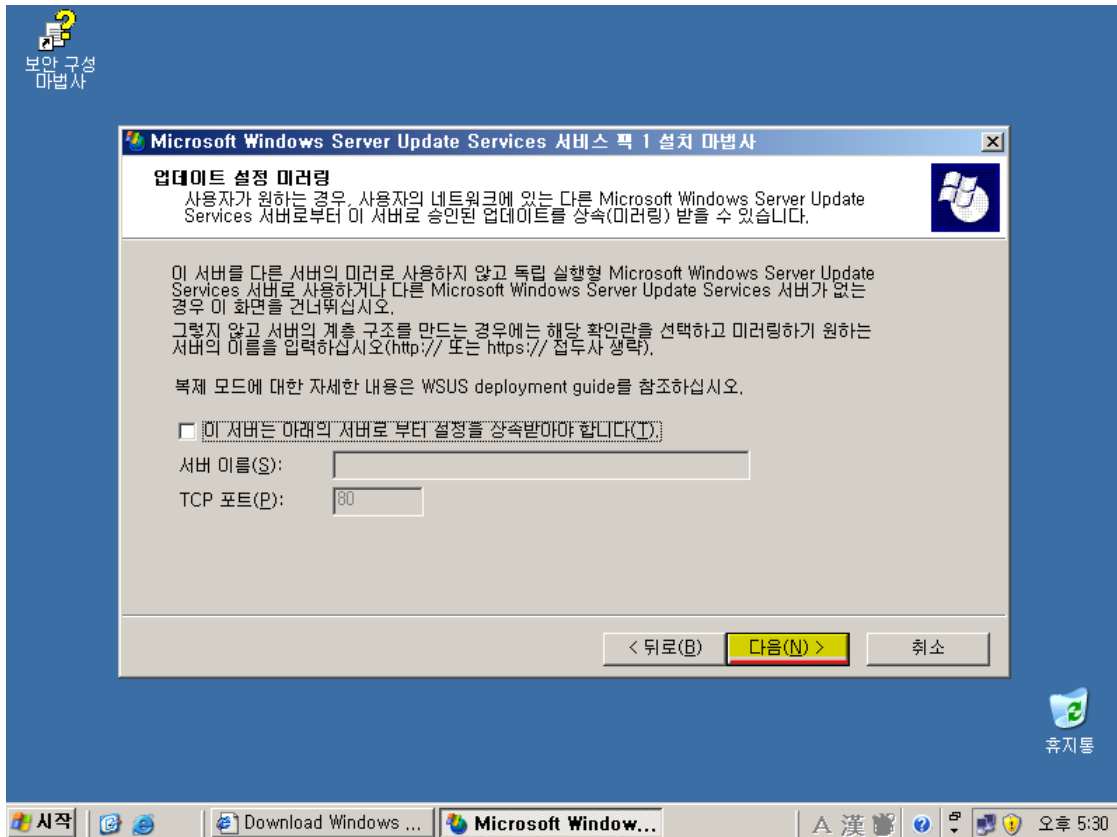 보안 구성
마법사
Microsoft Windows Server Update Services 서비스 팩 1 설치 마법사
업데이트 설정 미러링
사용자가 원하는 경우, 사용자의 네트워크에 있는 다른 Microsoft Windows Server Update
Services 서버로부터 이 서버로 승인된 업데이트를 상속(미러링) 받을 수 있습니다.
이 서버를 다른 서버의 미러로 사용하지 않고 독립 실행형 Microsoft Windows Server Update
Services 서버로 사용하거나 다른 Microsoft Windows Server Update Services 서버가 없는
경우 이 화면을 건너뛰십시오.
그렇지 않고 서버의 계층 구조를 만드는 경우에는 해당 확인란을 선택하고 미러링하기 원하는
서버의 이름을 입력하십시오(http:// 또는 https:// 접두사 생략).
복제 모드에 대한 자세한 내용은 WSUS deployment guide를 참조하십시오.
이 서버는 아래의 서버로 부터 설정을 상속받아야 합니다(T).
서버 이름(S):
TCP 포트(P): 80
< 뒤로(B) 다음(N) > 취소
휴지통
시작 Download Windows ... Microsoft Window... A 漢 오후 5:30